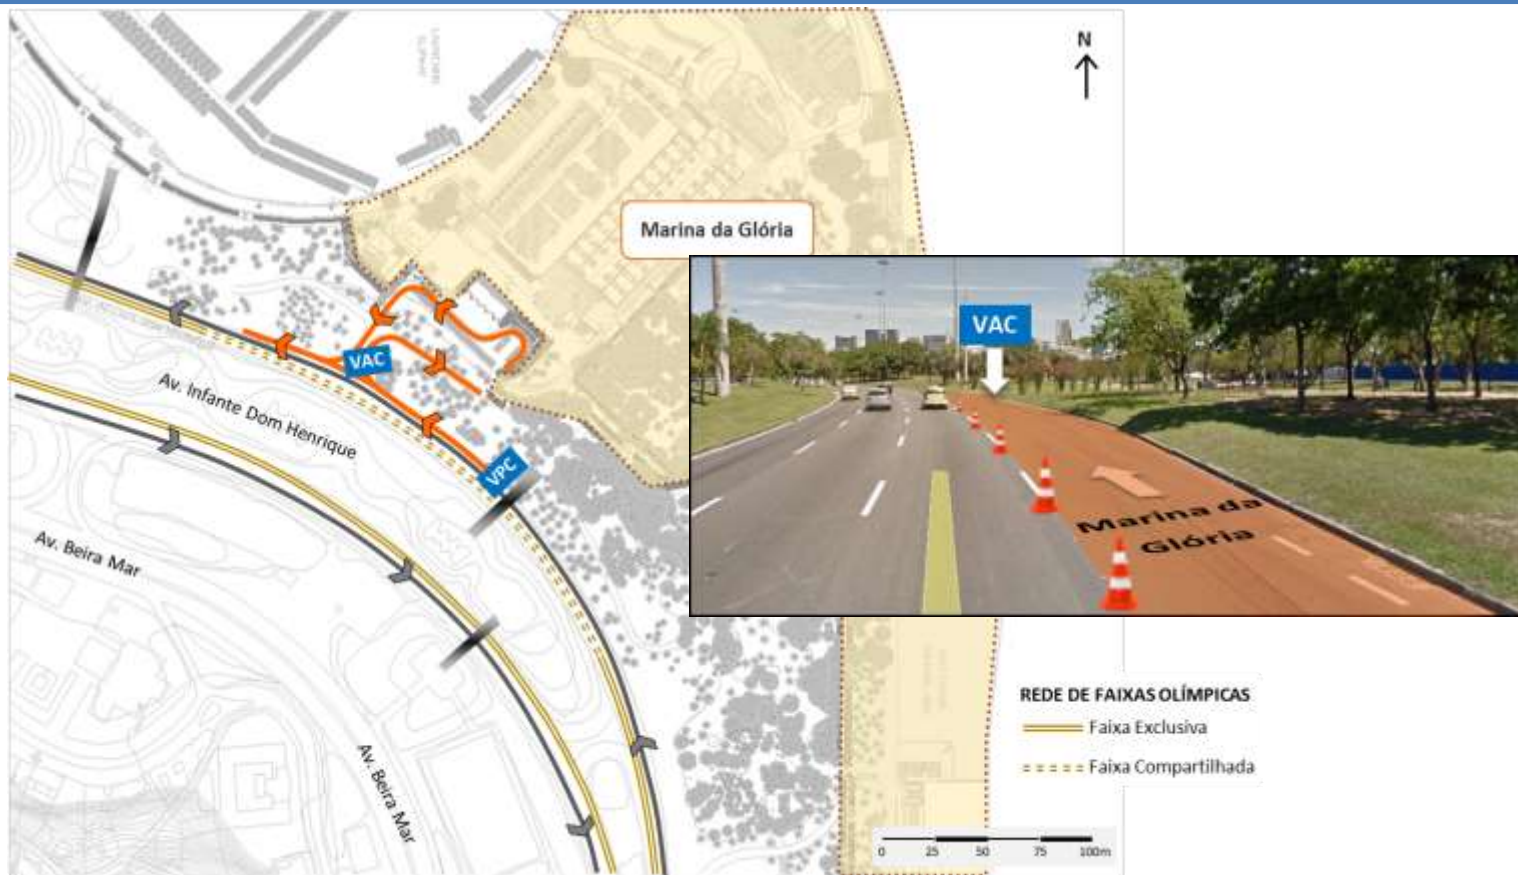 N
Marina da Glória
VAC
VPC
Av. Infante Dom Henrique
Av. Beira Mar
Av. Beira Mar
VAC
Marina da
Glória
REDE DE FAIXAS OLÍMPICAS
Faixa Exclusiva
Faixa Compartilhada
0 25 50 75 100m